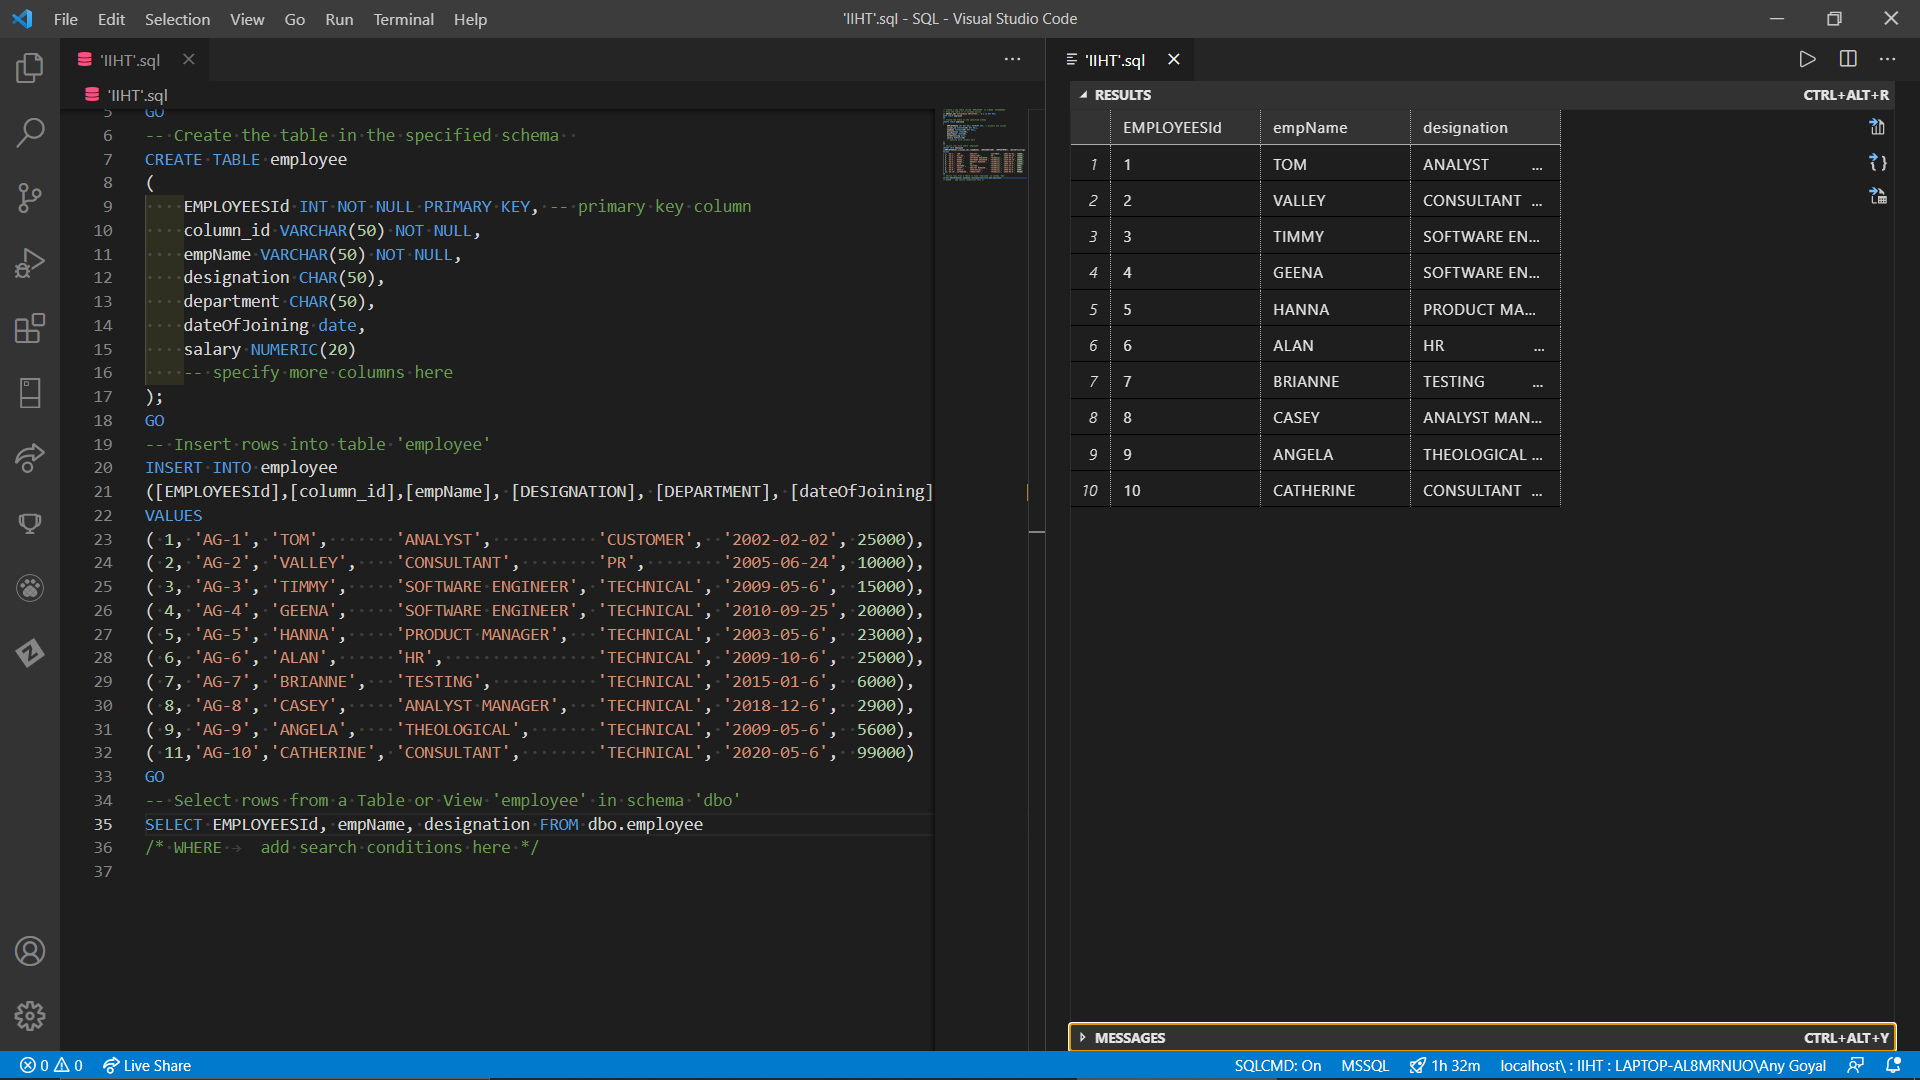 File Edit Selection View Go Run Terminal Help
'IIHT'.sql - SQL - Visual Studio Code
'IIHT'.sql
'IIHT'.sql
5 GO
6 -- Create the table in the specified schema
7 CREATE TABLE employee
8 (
9 EMPLOYEESId INT NOT NULL PRIMARY KEY, -- primary key column
10 column_id VARCHAR(50) NOT NULL,
11 empName VARCHAR(50) NOT NULL,
12 designation CHAR(50),
13 department CHAR(50),
14 dateOfJoining date,
15 salary NUMERIC(20)
16 -- specify more columns here
17 );
18 GO
19 -- Insert rows into table 'employee'
20 INSERT INTO employee
21 ([EMPLOYEESId],[column_id],[empName], [DESIGNATION], [DEPARTMENT], [dateOfJoining]
22 VALUES
23 ( 1, 'AG-1', 'TOM', 'ANALYST', 'CUSTOMER', '2002-02-02', 25000),
24 ( 2, 'AG-2', 'VALLEY', 'CONSULTANT', 'PR', '2005-06-24', 10000),
25 ( 3, 'AG-3', 'TIMMY', 'SOFTWARE ENGINEER', 'TECHNICAL', '2009-05-6', 15000),
26 ( 4, 'AG-4', 'GEENA', 'SOFTWARE ENGINEER', 'TECHNICAL', '2010-09-25', 20000),
27 ( 5, 'AG-5', 'HANNA', 'PRODUCT MANAGER', 'TECHNICAL', '2003-05-6', 23000),
28 ( 6, 'AG-6', 'ALAN', 'HR', 'TECHNICAL', '2009-10-6', 25000),
29 ( 7, 'AG-7', 'BRIANNE', 'TESTING', 'TECHNICAL', '2015-01-6', 6000),
30 ( 8, 'AG-8', 'CASEY', 'ANALYST MANAGER', 'TECHNICAL', '2018-12-6', 2900),
31 ( 9, 'AG-9', 'ANGELA', 'THEOLOGICAL', 'TECHNICAL', '2009-05-6', 5600),
32 ( 11,'AG-10','CATHERINE', 'CONSULTANT', 'TECHNICAL', '2020-05-6', 99000)
33 GO
34 -- Select rows from a Table or View 'employee' in schema 'dbo'
35 SELECT EMPLOYEESId, empName, designation FROM dbo.employee
36 /* WHERE add search conditions here */
37
'IIHT'.sql
RESULTS CTRL+ALT+R
EMPLOYEESId empName designation
1 1 TOM ANALYST ...
2 2 VALLEY CONSULTANT ...
3 3 TIMMY SOFTWARE EN...
4 4 GEENA SOFTWARE EN...
5 5 HANNA PRODUCT MA...
6 6 ALAN HR ...
7 7 BRIANNE TESTING ...
8 8 CASEY ANALYST MAN...
9 9 ANGELA THEOLOGICAL ...
10 10 CATHERINE CONSULTANT ...
MESSAGES CTRL+ALT+Y
0 0 Live Share
SQLCMD: On MSSQL 1h 32m localhost\ : IIHT : LAPTOP-AL8MRNUO\Any Goyal